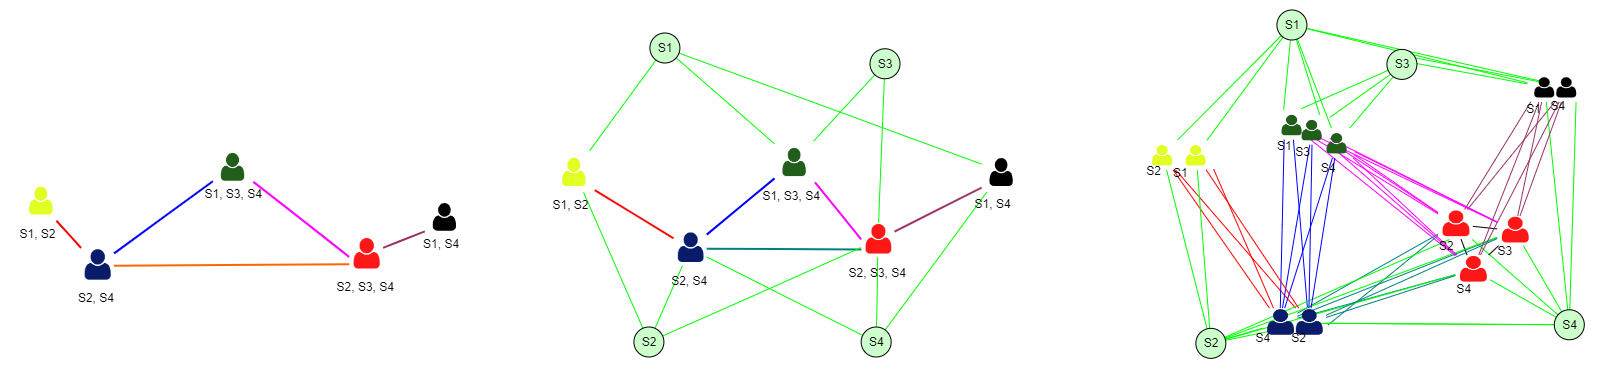 S1, S2
S2, S4
S1, S3, S4
S2, S3, S4
S1, S4
S1
S3
S1, S2
S1, S3, S4
S1, S4
S2, S4
S2, S3, S4
S2
S4
S1
S3
S1
S4
S1
S3
S4
S2
S1
S2
S3
S4
S4
S2
S2
S4